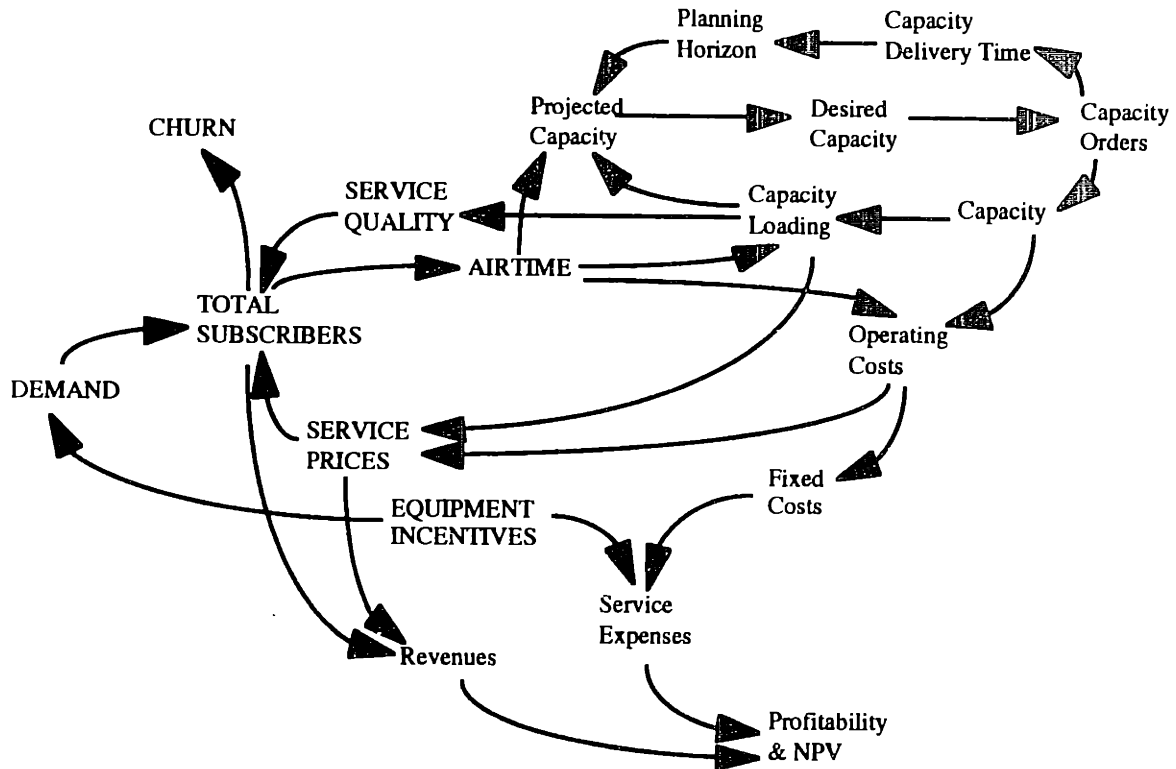 Planning
Horizon
Capacity
Delivery Time
Projected
Capacity
Desired
Capacity
Capacity
Orders
CHURN
SERVICE
QUALITY
Capacity
Loading
Capacity
AIRTIME
TOTAL
SUBSCRIBERS
Operating
Costs
DEMAND
SERVICE
PRICES
Fixed
Costs
EQUIPMENT
INCENTIVES
Service
Expenses
Revenues
Profitability
& NPV